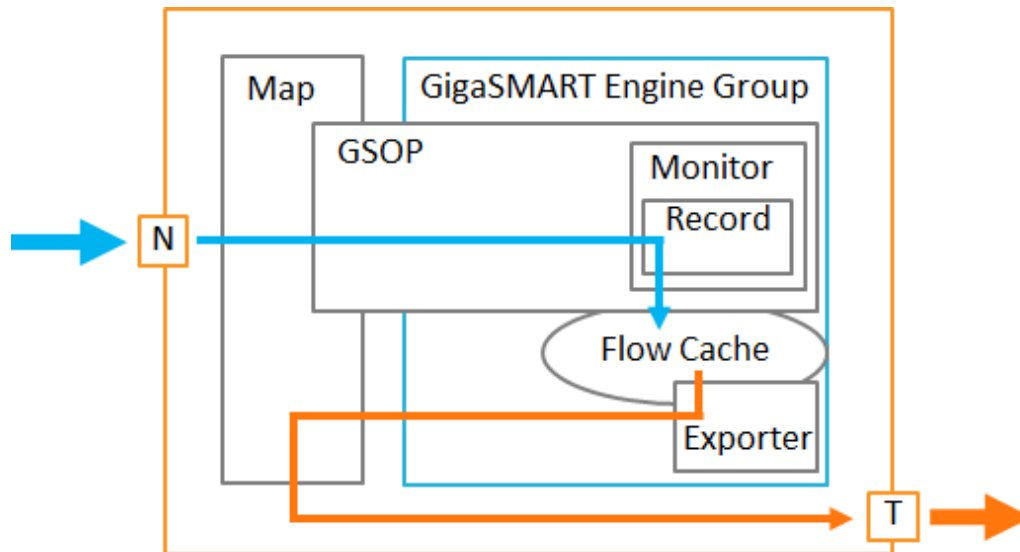 Map
GigaSMART Engine Group
GSOP
Monitor
Record
N
Flow Cache
Exporter
T